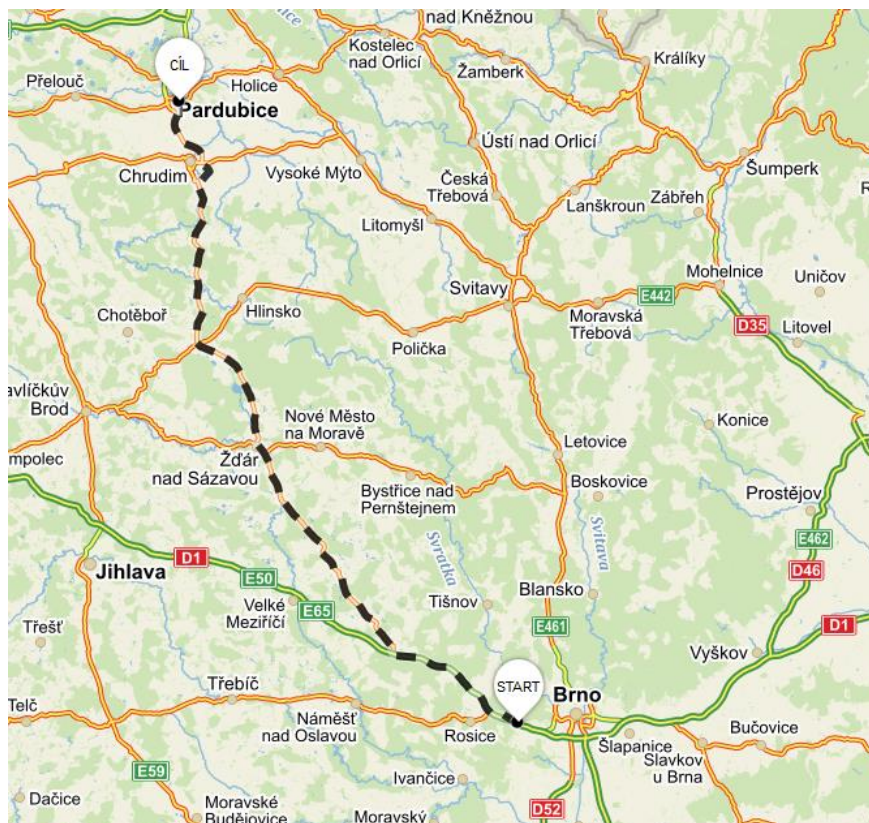 nad Kněžnou
Kostelec
nad Orlicí
Žamberk
Králíky
CÍL
Holice
Přelouč
Pardubice
Ústí nad Orlicí
Šumperk
Chrudim
Vysoké Mýto
Česká
Třebová
Lanškroun
Zábřeh
Litomyšl
Mohelnice
Uničov
Svitavy
E442
Moravská
Třebová
D35
Litovel
Chotěboř
Hlinsko
Polička
avlíčkův
Brod
Nové Město
na Moravě
Konice
Letovice
mpolec
Žďár
nad Sázavou
Bystřice nad
Pernštejnem
Boskovice
Prostějov
Svitava
Svratka
E462
D46
D1
Jihlava
E50
E65
Velké
Meziříčí
Tišnov
Blansko
E461
D1
Třešť
Vyškov
START
Brno
Telč
Třebíč
Náměšť
nad Oslavou
Rosice
Šlapanice
Bučovice
Slavkov
u Brna
E59
Ivančice
Dačice
Moravské
Budějovice
Moravský
D52